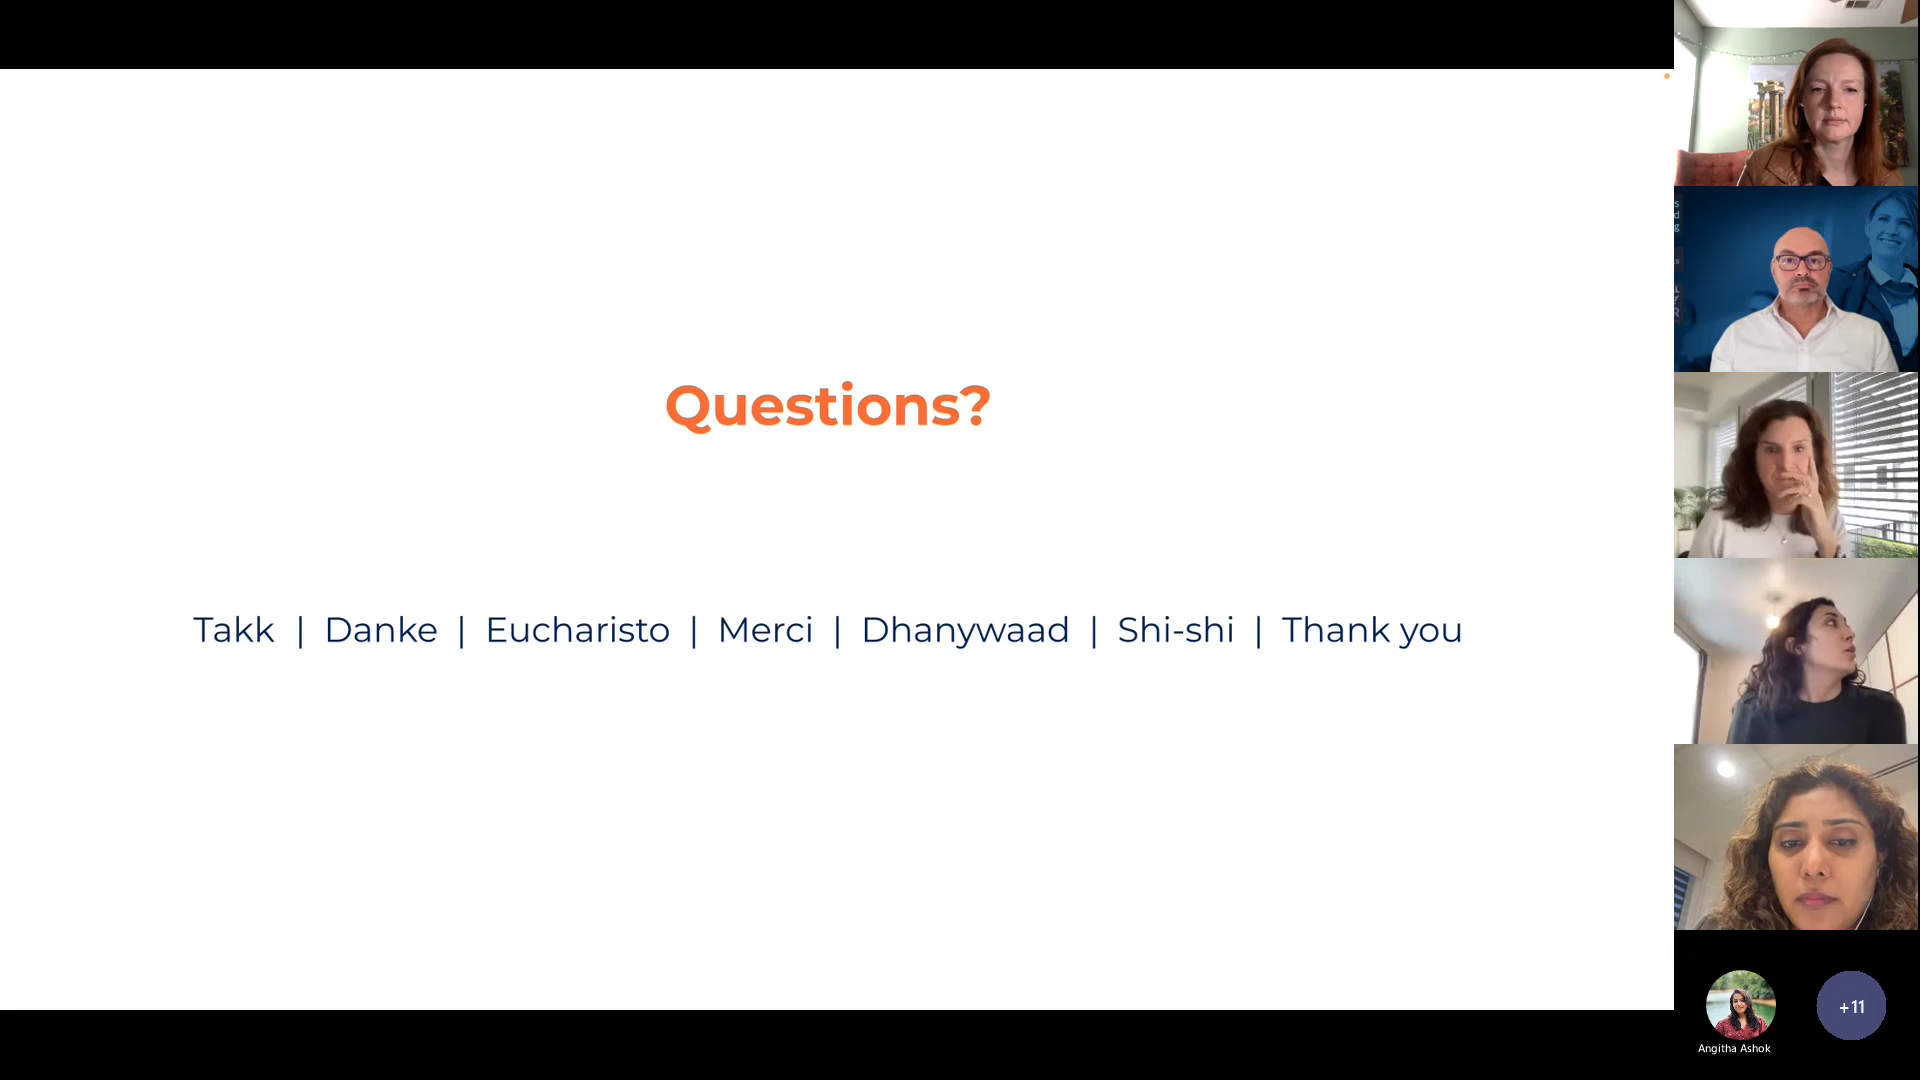 Questions?
Takk | Danke | Eucharisto | Merci | Dhanywaad | Shi-shi | Thank you
Angitha Ashok
+11